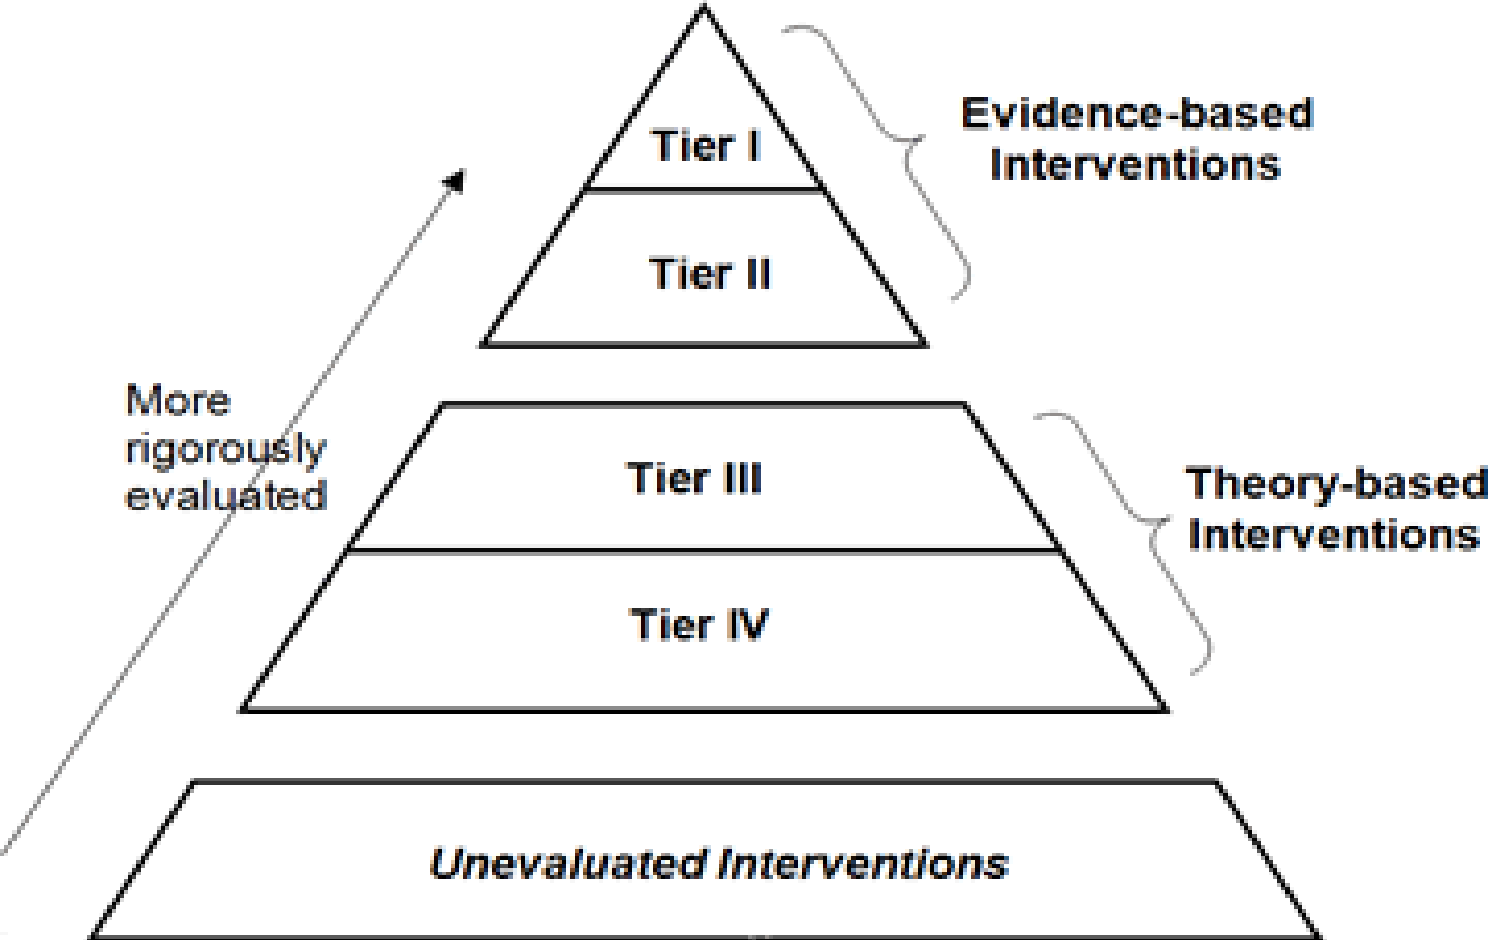 Tier I
Evidence-based
Interventions
Tier II
More
rigorously
evaluated
Tier III
Theory-based
Interventions
Tier IV
Unevaluated Interventions